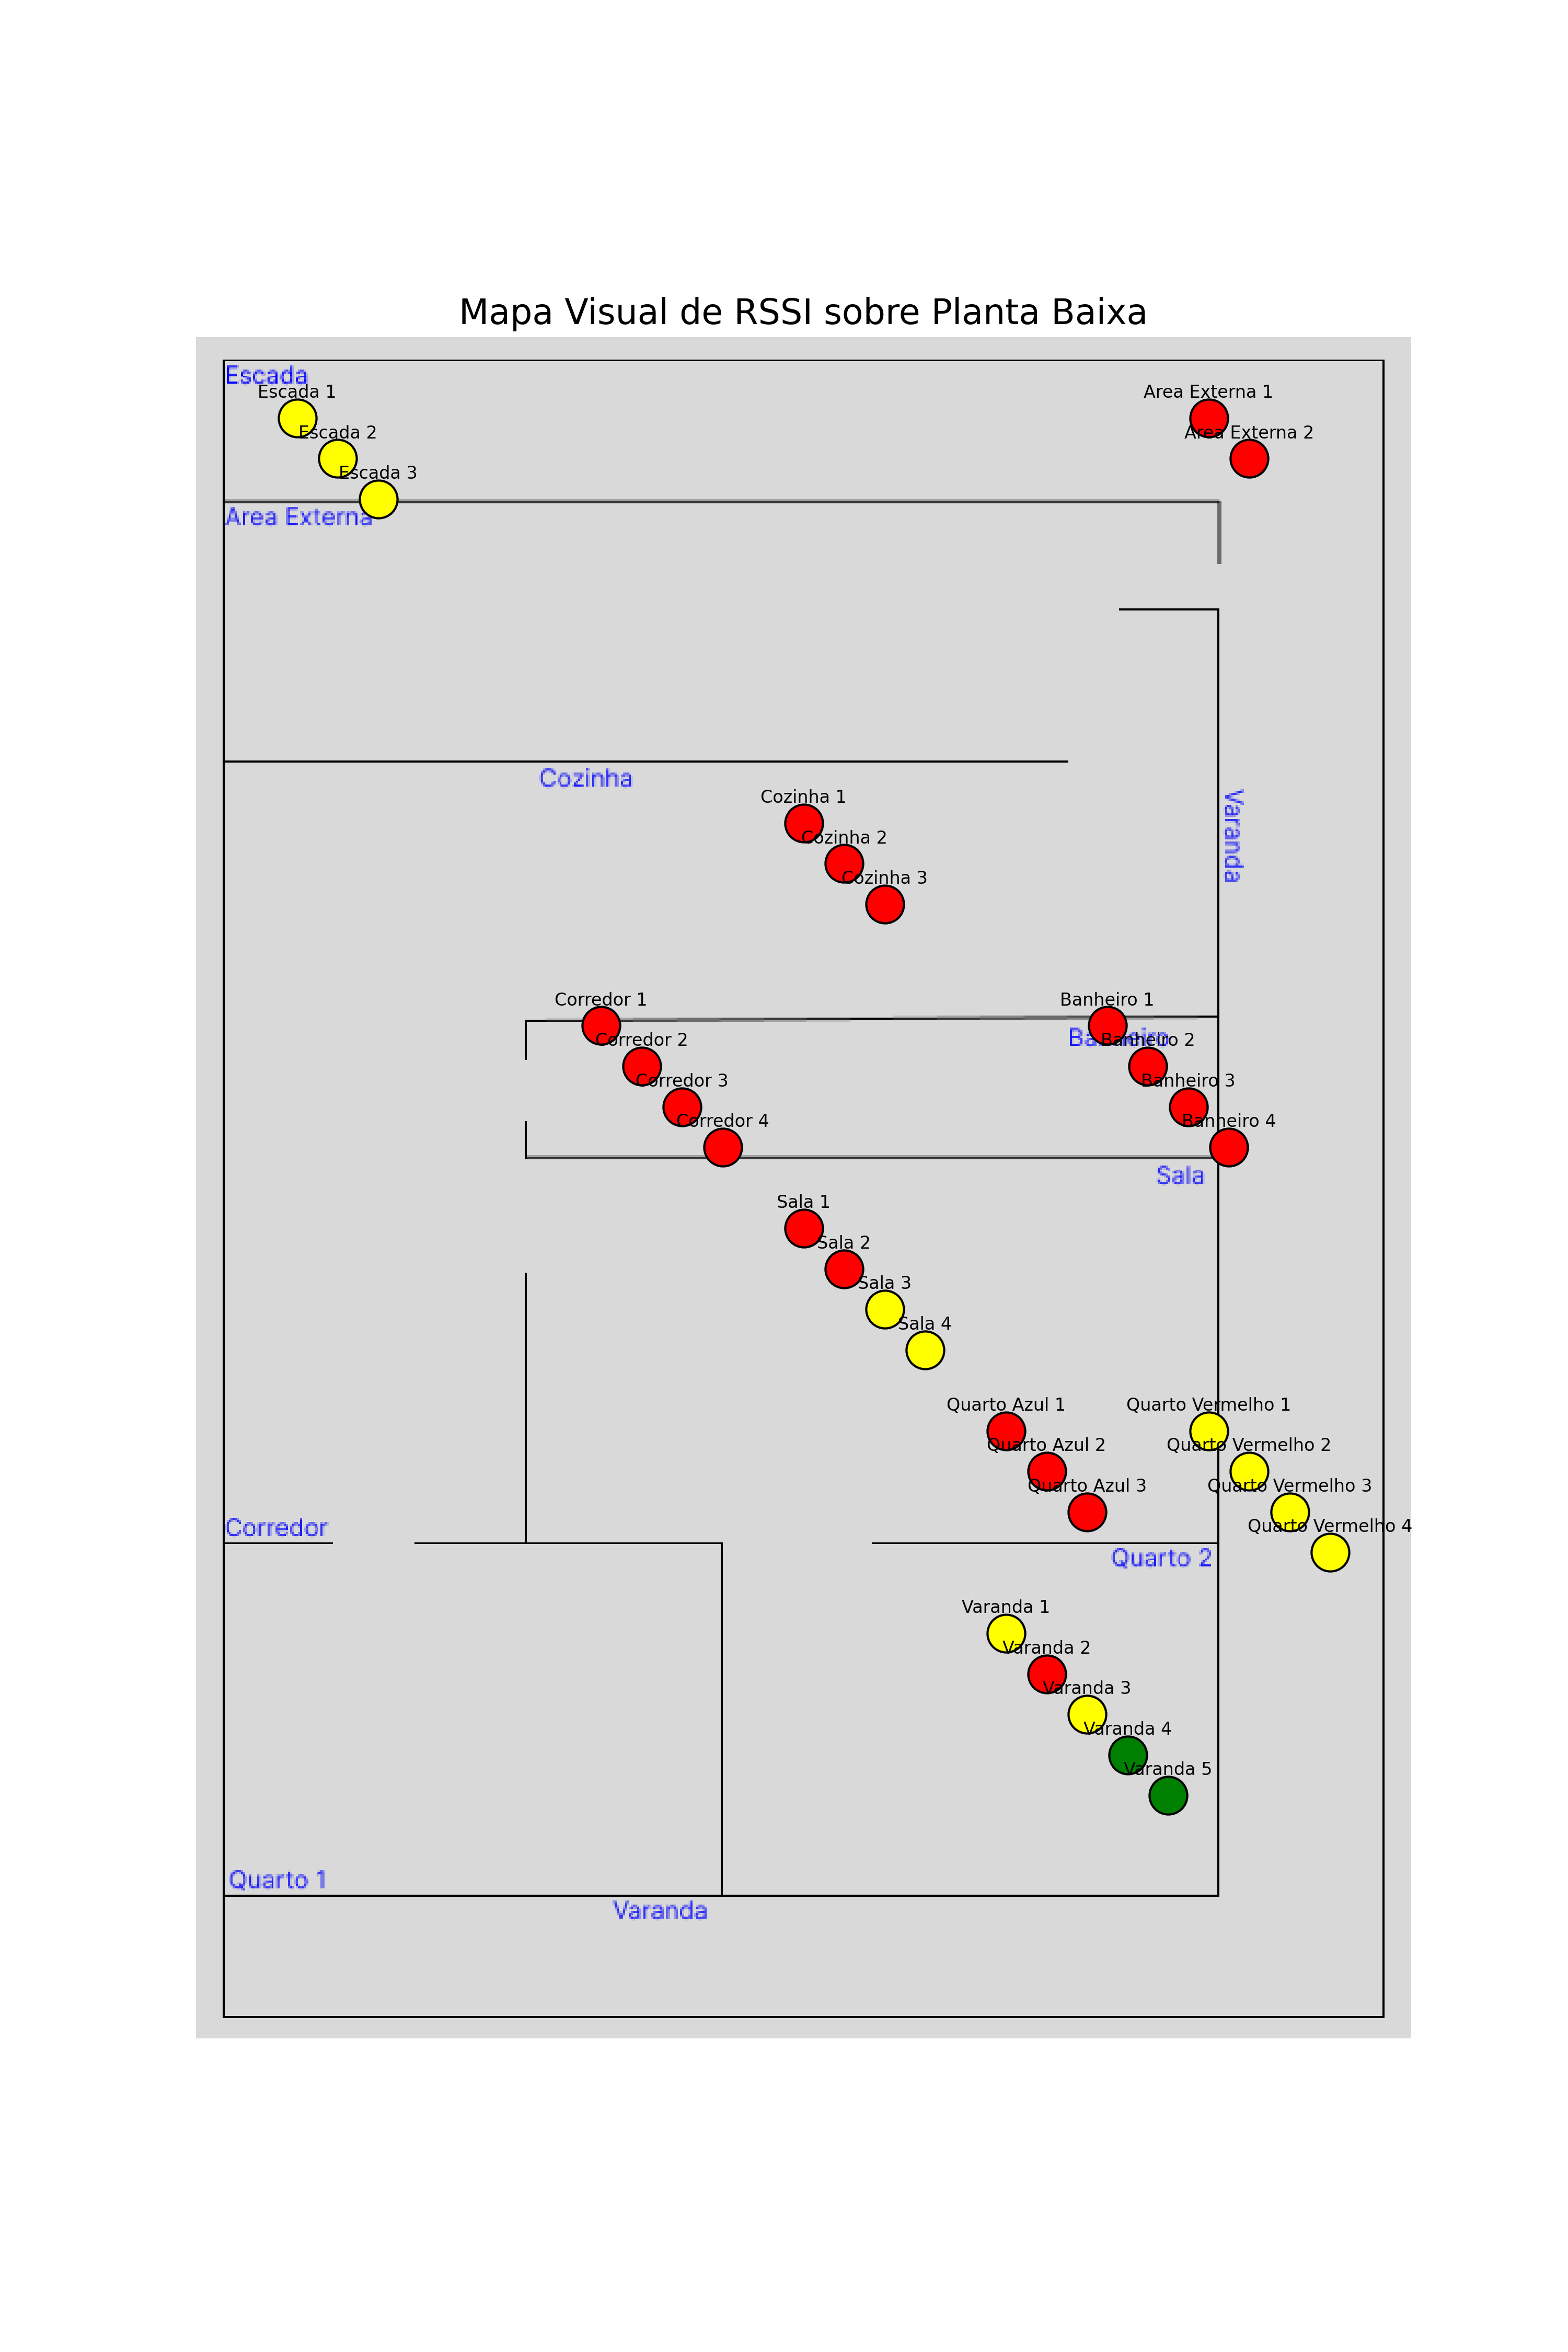 Mapa Visual de RSSI sobre Planta Baixa
Escada
Escada 1
Area Externa 1
Escada 2
Area Externa 2
Escada 3
Area Externa
Cozinha
Varanda
Cozinha 1
Cozinha 2
Cozinha 3
Corredor 1
Banheiro 1
Banheiro
Corredor 2
Banheiro 2
Corredor 3
Banheiro 3
Corredor 4
Banheiro 4
Sala
Sala 1
Sala 2
Sala 3
Sala 4
Quarto Azul 1
Quarto Vermelho 1
Quarto Azul 2
Quarto Vermelho 2
Quarto Azul 3
Quarto Vermelho 3
Corredor
Quarto Vermelho 4
Quarto 2
Varanda 1
Varanda 2
Varanda 3
Varanda 4
Varanda 5
Quarto 1
Varanda